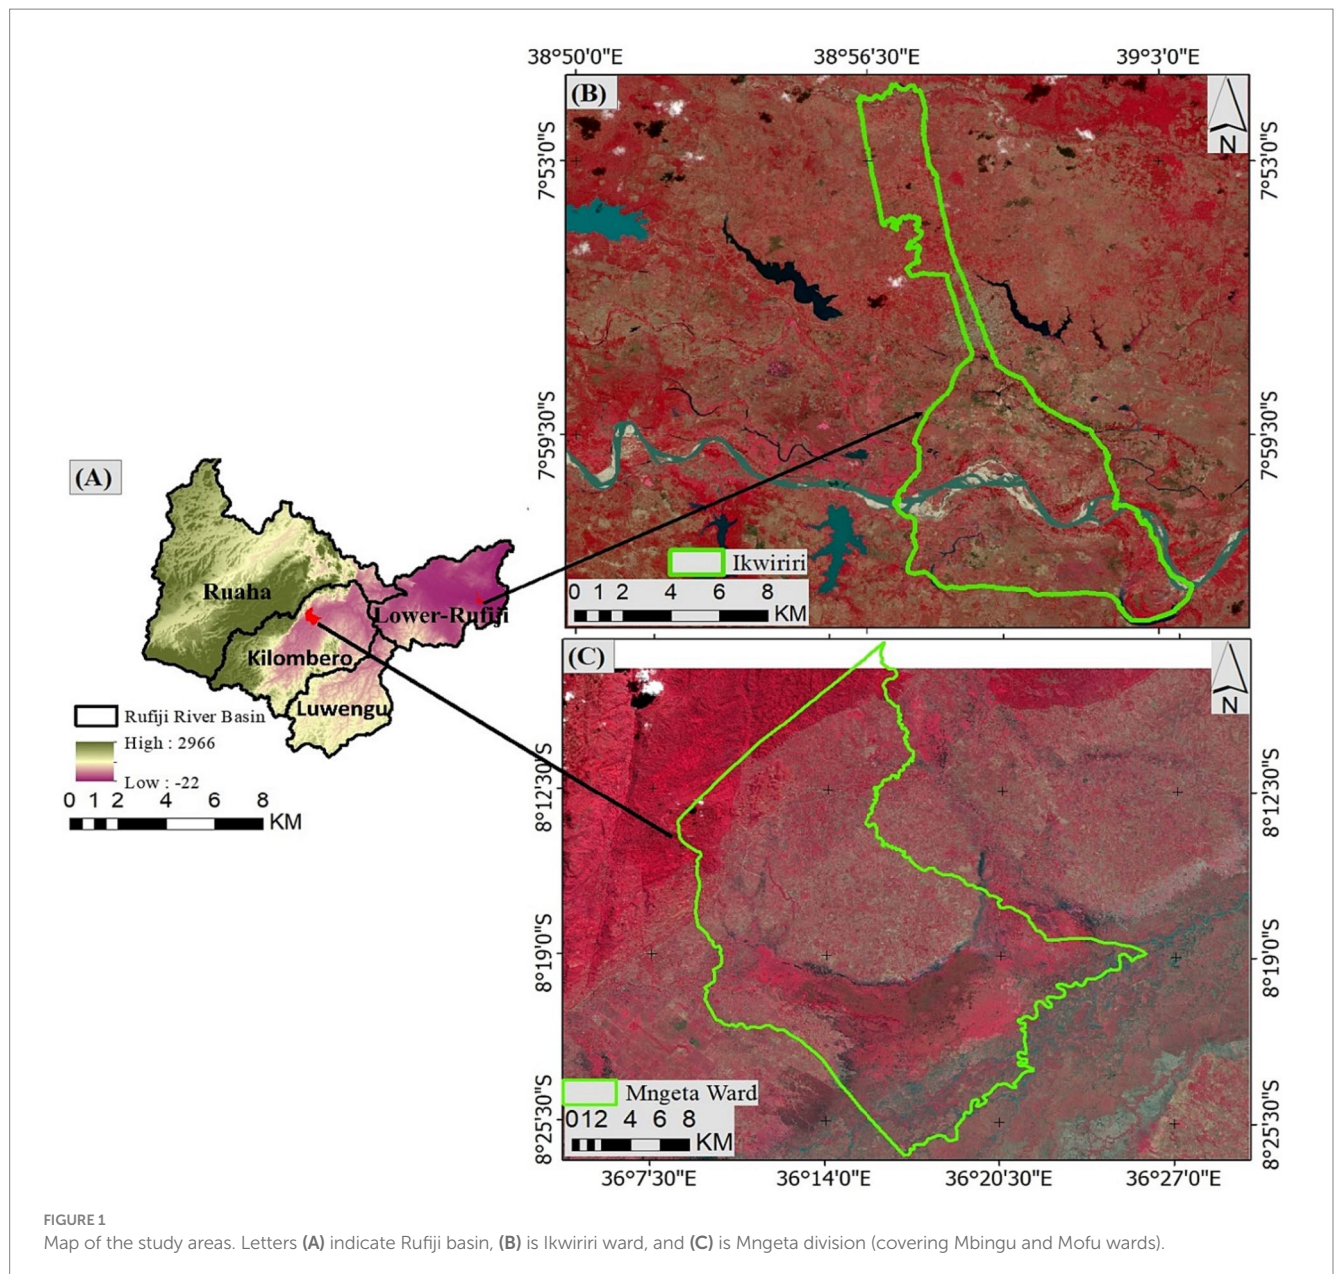 38°50'0"E 38°56'30"E 39°3'0"E
(B)
N
7°53'0"S 7°53'0"S
7°59'30"S 7°59'30"S
Ikwiriri
0 1 2 4 6 8
KM
(A)
Ruaha
Lower-Rufiji
Kilombero
Luwengu
Rufiji River Basin
High : 2966
Low : -22
0 1 2 4 6 8
KM
(C)
N
8°12'30"S 8°12'30"S
8°19'0"S 8°19'0"S
8°25'30"S 8°25'30"S
Mngeta Ward
0 1 2 4 6 8
KM
36°7'30"E 36°14'0"E 36°20'30"E 36°27'0"E
FIGURE 1
Map of the study areas. Letters (A) indicate Rufiji basin, (B) is Ikwiriri ward, and (C) is Mngeta division (covering Mbingu and Mofu wards).